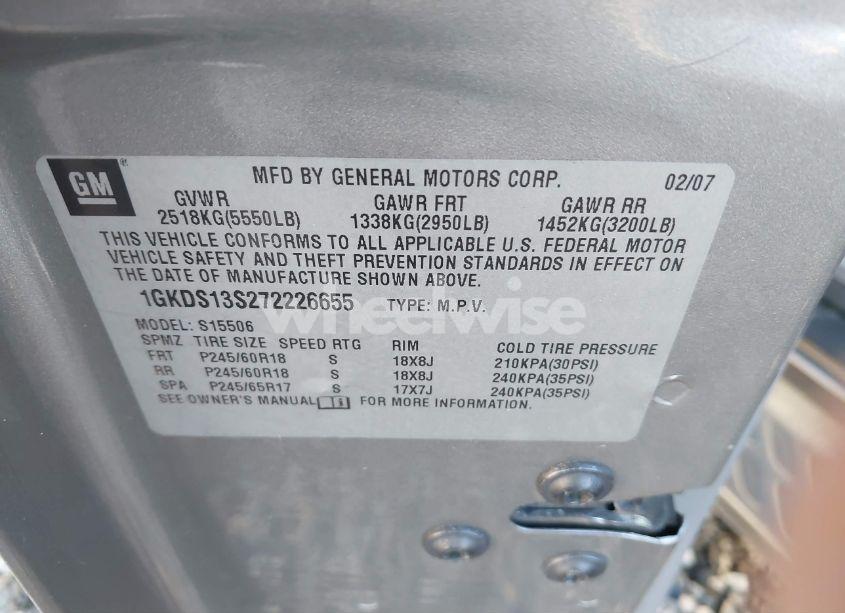 GM
MFD BY GENERAL MOTORS CORP. 02/07
GVWR GAWR FRT GAWR RR
2518KG(5550LB) 1338KG(2950LB) 1452KG(3200LB)
THIS VEHICLE CONFORMS TO ALL APPLICABLE U.S. FEDERAL MOTOR
VEHICLE SAFETY AND THEFT PREVENTION STANDARDS IN EFFECT ON
THE DATE OF MANUFACTURE SHOWN ABOVE.
1GKDS13S272226655 TYPE: M.P.V.
wheelwise
MODEL: S15506
SPMZ TIRE SIZE SPEED RTG RIM COLD TIRE PRESSURE
FRT P245/60R18 S 18X8J 210KPA(30PSI)
RR P245/60R18 S 18X8J 240KPA(35PSI)
SPA P245/65R17 S 17X7J 240KPA(35PSI)
SEE OWNER'S MANUAL FOR MORE INFORMATION.